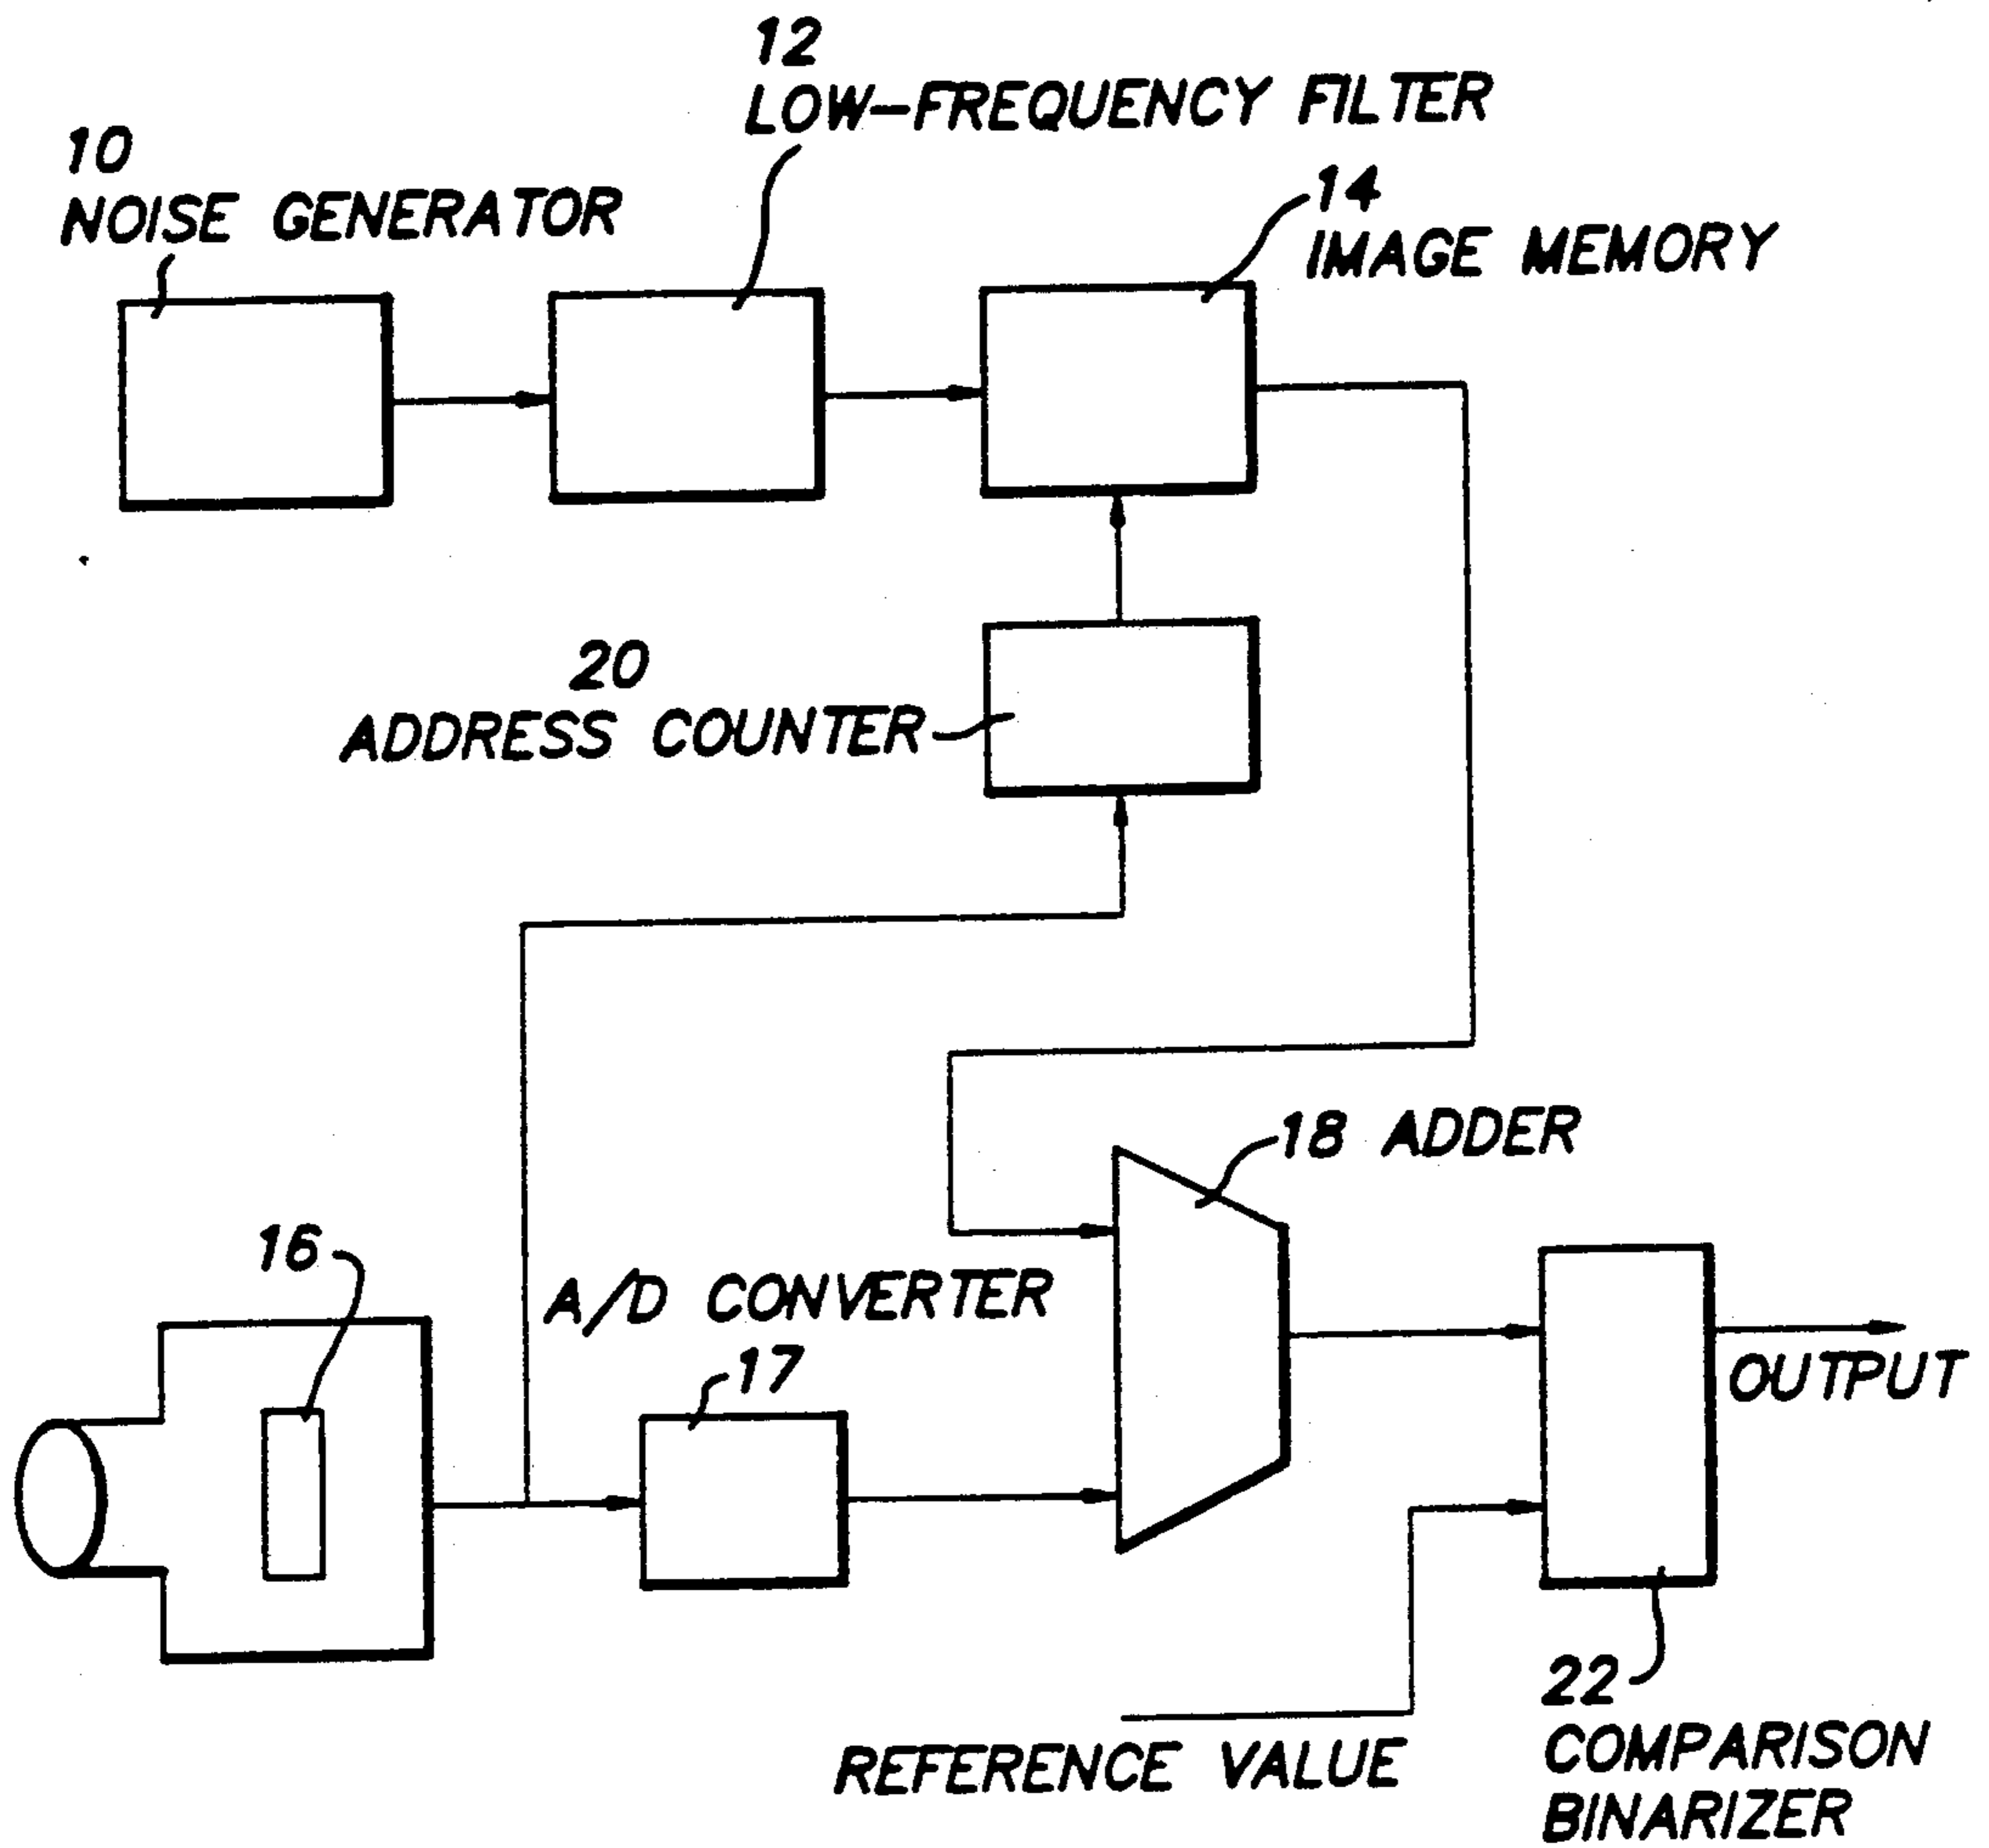 12
LOW-FREQUENCY FILTER
10
NOISE GENERATOR
14
IMAGE MEMORY
20
ADDRESS COUNTER
18 ADDER
16
A/D CONVERTER
17
OUTPUT
22
COMPARISON
BINARIZER
REFERENCE VALUE